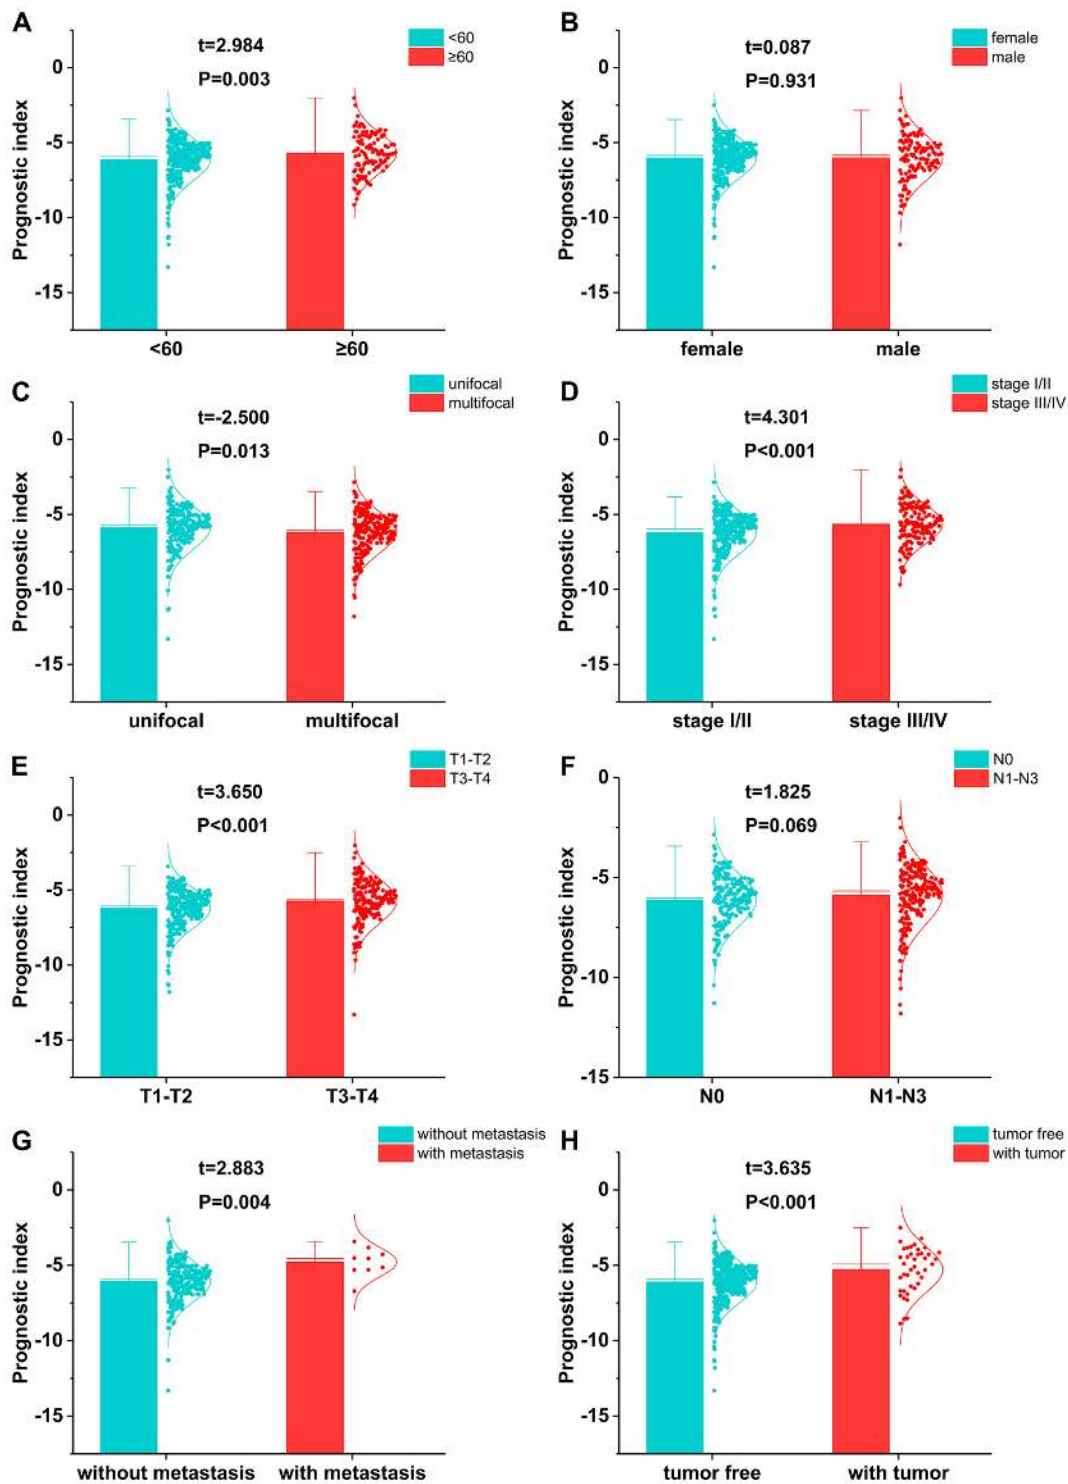 A
t=2.984
P=0.003
<60
≥60
Prognostic index
0
-5
-10
-15
<60
≥60
B
t=0.087
P=0.931
female
male
Prognostic index
0
-5
-10
-15
female
male
C
t=-2.500
P=0.013
unifocal
multifocal
Prognostic index
0
-5
-10
-15
unifocal
multifocal
D
t=4.301
P<0.001
stage I/II
stage III/IV
Prognostic index
0
-5
-10
-15
stage I/II
stage III/IV
E
t=3.650
P<0.001
T1-T2
T3-T4
Prognostic index
0
-5
-10
-15
T1-T2
T3-T4
F
t=1.825
P=0.069
N0
N1-N3
Prognostic index
0
-5
-10
-15
N0
N1-N3
G
t=2.883
P=0.004
without metastasis
with metastasis
Prognostic index
0
-5
-10
-15
without metastasis
with metastasis
H
t=3.635
P<0.001
tumor free
with tumor
Prognostic index
0
-5
-10
-15
tumor free
with tumor